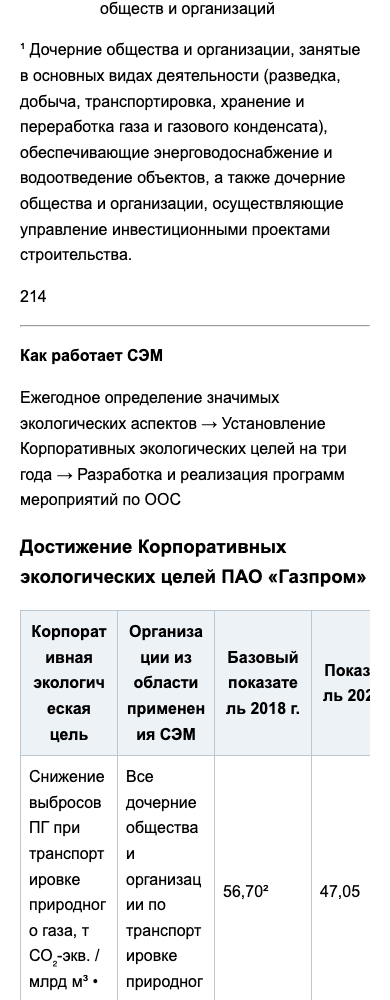 обществ и организаций
¹ Дочерние общества и организации, занятые
в основных видах деятельности (разведка,
добыча, транспортировка, хранение и
переработка газа и газового конденсата),
обеспечивающие энерговодоснабжение и
водоотведение объектов, а также дочерние
общества и организации, осуществляющие
управление инвестиционными проектами
строительства.
214
Как работает СЭМ
Ежегодное определение значимых
экологических аспектов → Установление
Корпоративных экологических целей на три
года → Разработка и реализация программ
мероприятий по ООС
Достижение Корпоративных
экологических целей ПАО «Газпром»
Корпорат
ивная
экологич
еская
цель
Организа
ции из
области
применен
ия СЭМ
Базовый
показате
ль 2018 г.
Показ
ль 202
Снижение
выбросов
ПГ при
транспорт
ировке
природног
о газа, т
CO₂-экв. /
млрд м³ •
Все
дочерние
общества
и
организац
ии по
транспорт
ировке
природног
56,70²
47,05